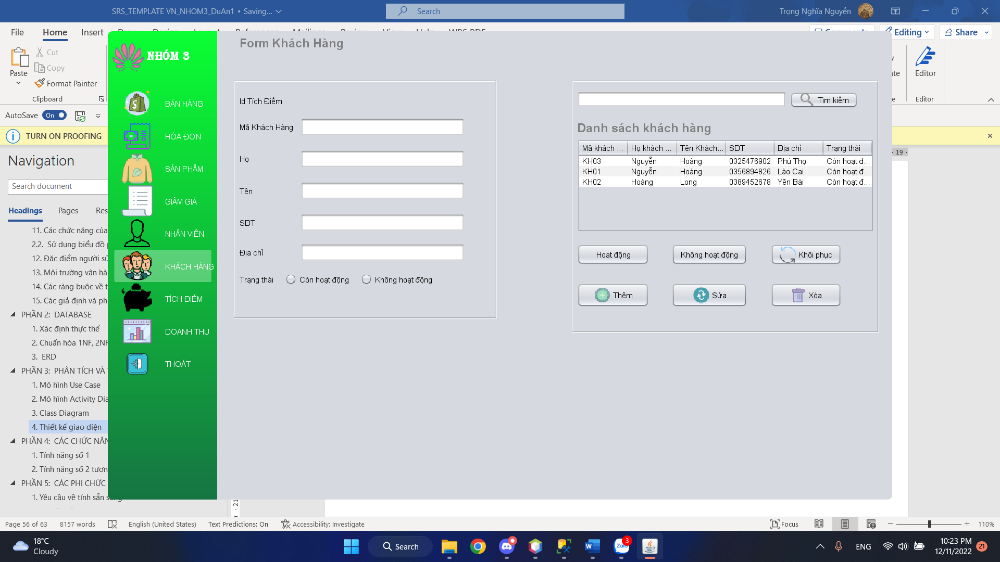 SRS_TEMPLATE VN_NHOM3_DuAn1 • Saving...
Search
Trọng Nghĩa Nguyễn
File Home Insert
Editing
Share
Paste
Cut
Copy
Format Painter
Clipboard
Editor
Editor
AutoSave On
TURN ON PROOFING
Navigation
Search document
Headings Pages Res
11. Các chức năng của
2.2. Sử dụng biểu đồ
12. Đặc điểm người sử
13. Môi trường vận hà
14. Các ràng buộc về t
15. Các giả định và ph
PHẦN 2: DATABASE
1. Xác định thực thể
2. Chuẩn hóa 1NF, 2NF
3. ERD
PHẦN 3: PHÂN TÍCH VÀ
1. Mô hình Use Case
2. Mô hình Activity Dia
3. Class Diagram
4. Thiết kế giao diện
PHẦN 4: CÁC CHỨC NĂN
1. Tính năng số 1
2. Tính năng số 2 tươn
PHẦN 5: CÁC PHI CHỨC
1. Yêu cầu về tính sẵn sàng
NHÓM 3
BÁN HÀNG
HÓA ĐƠN
SẢN PHẨM
GIẢM GIÁ
NHÂN VIÊN
KHÁCH HÀNG
TÍCH ĐIỂM
DOANH THU
THOÁT
Form Khách Hàng
Id Tích Điểm
Mã Khách Hàng
Họ
Tên
SĐT
Địa chỉ
Trạng thái Còn hoạt động Không hoạt động
Tìm kiếm
Danh sách khách hàng
Mã khách ... Họ khách ... Tên Khách... SDT Địa chỉ Trạng thái
KH03 Nguyễn Hoàng 0325476902 Phú Thọ Còn hoạt đ...
KH01 Nguyễn Hoàng 0356894826 Lào Cai Còn hoạt đ...
KH02 Hoàng Long 0389452678 Yên Bái Còn hoạt đ...
Hoạt động Không hoạt động Khôi phục
Thêm Sửa Xóa
19
21
Page 56 of 63 8157 words English (United States) Text Predictions: On Accessibility: Investigate
Focus
110%
18°C
Cloudy
Search
Zalo
3
ENG
10:23 PM
12/11/2022
21